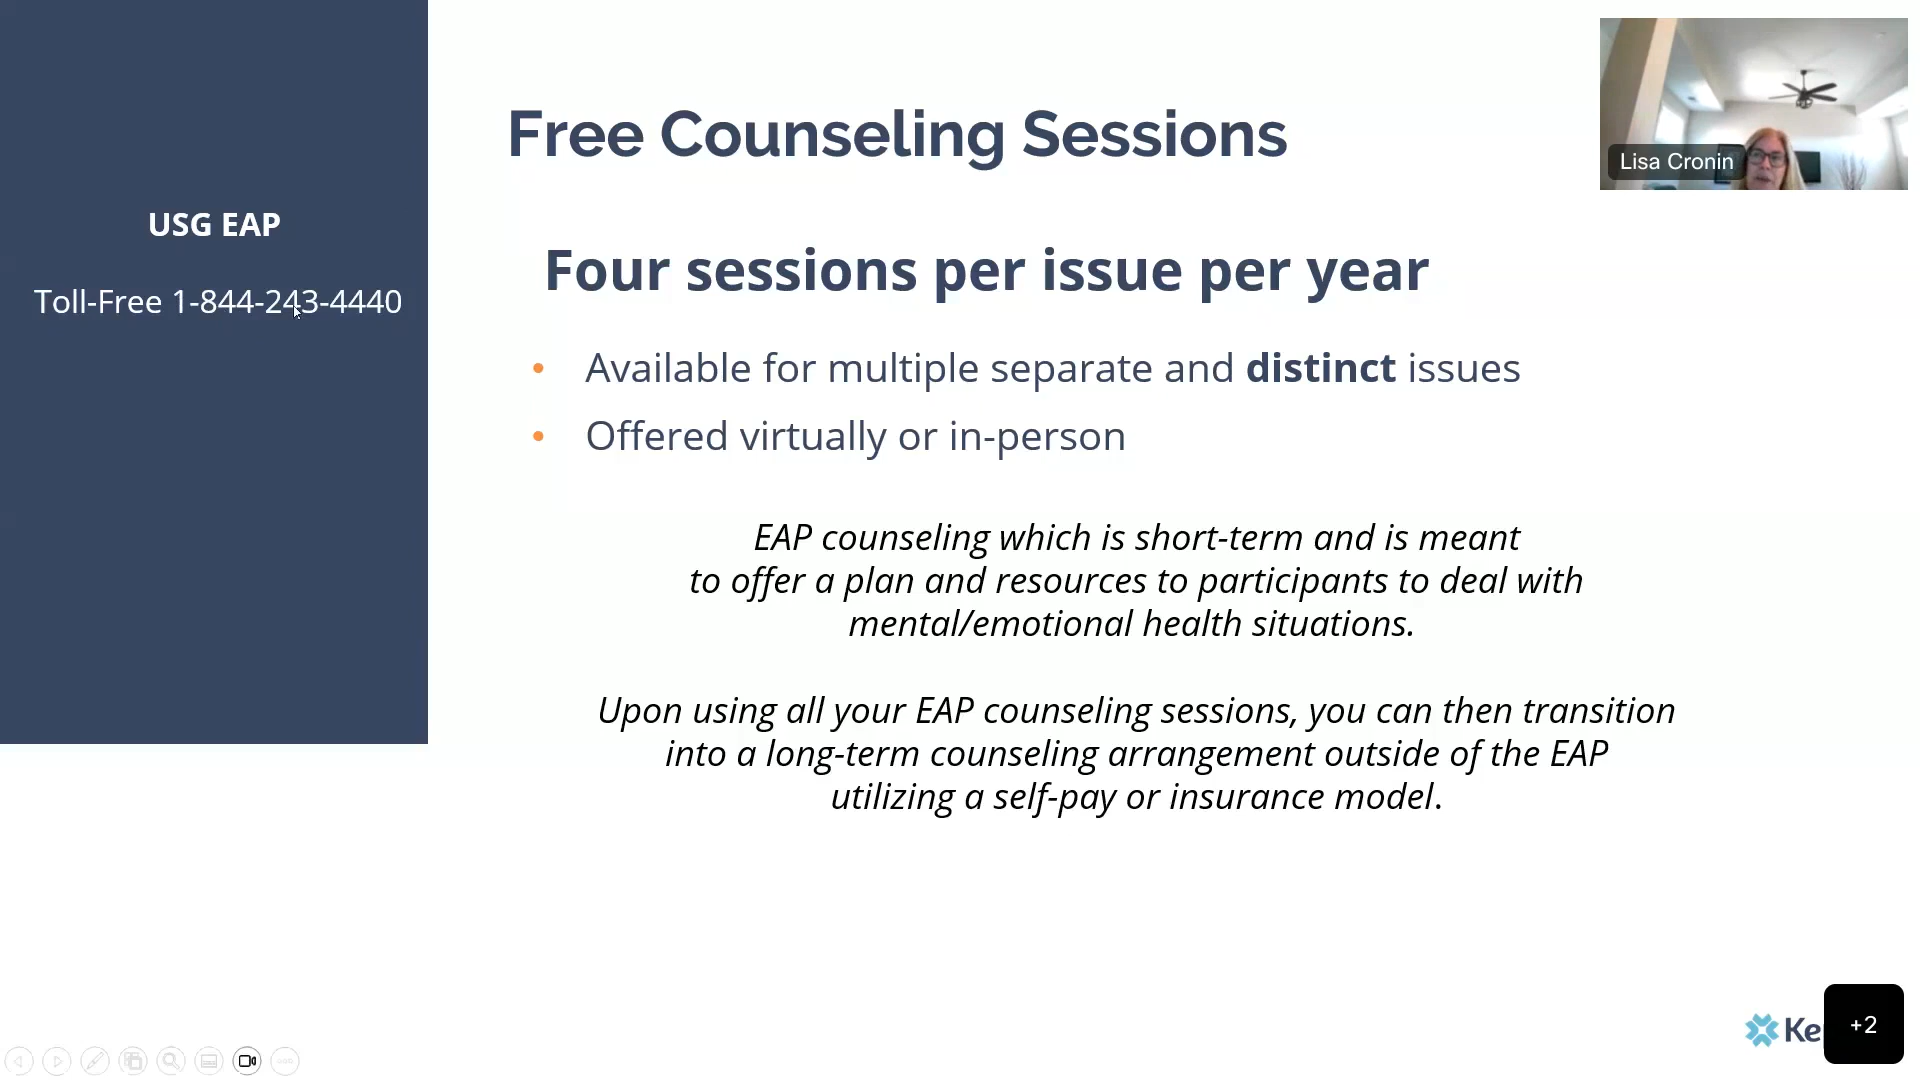 Free Counseling Sessions
Lisa Cronin
USG EAP
Toll-Free 1-844-243-4440
Four sessions per issue per year
• Available for multiple separate and distinct issues
• Offered virtually or in-person
EAP counseling which is short-term and is meant
to offer a plan and resources to participants to deal with
mental/emotional health situations.
Upon using all your EAP counseling sessions, you can then transition
into a long-term counseling arrangement outside of the EAP
utilizing a self-pay or insurance model.
+2